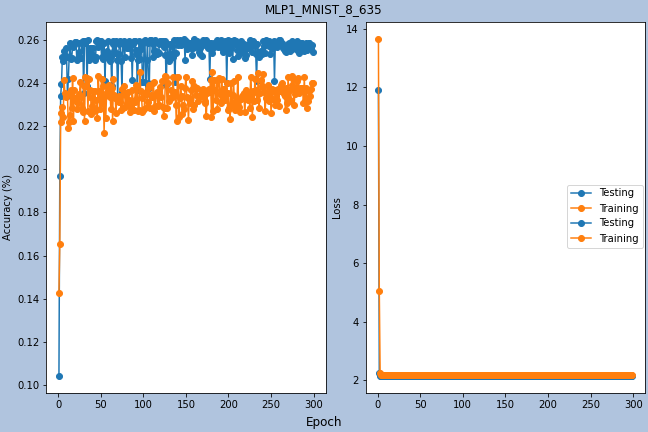 MLP1_MNIST_8_635
0.26
0.24
0.22
0.20
0.18
0.16
0.14
0.12
0.10
Accuracy (%)
0 50 100 150 200 250 300
14
12
10
8
6
4
2
Loss
0 50 100 150 200 250 300
Testing
Training
Testing
Training
Epoch